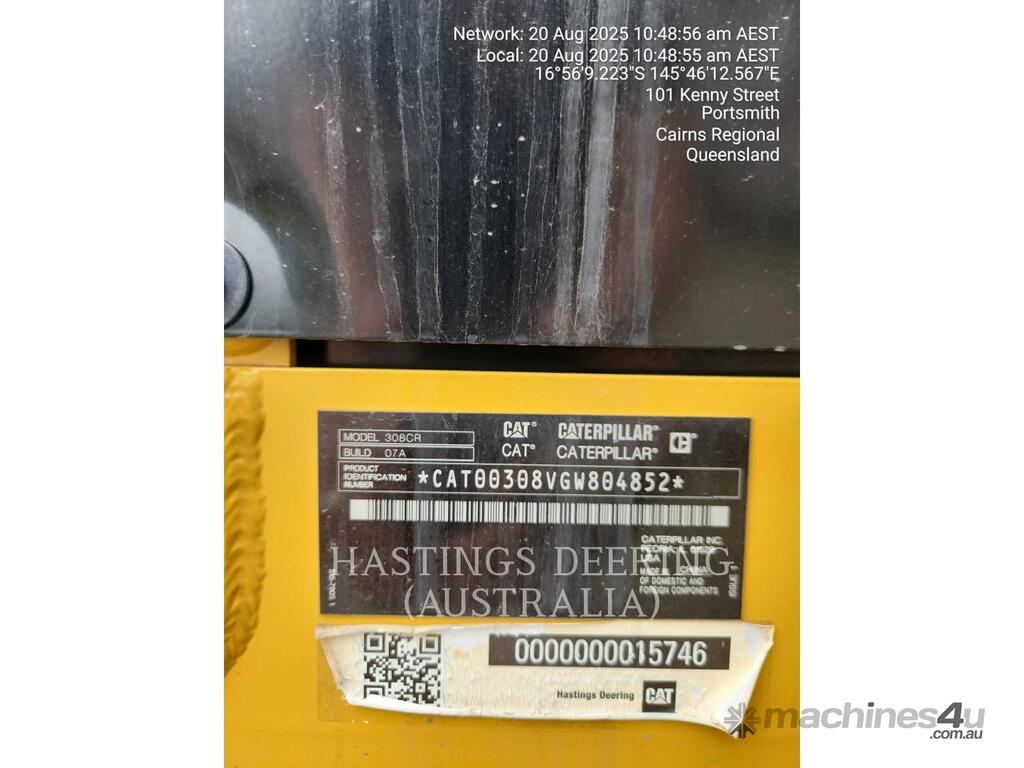 Network: 20 Aug 2025 10:48:56 am AEST
Local: 20 Aug 2025 10:48:55 am AEST
16°56'9.223"S 145°46'12.567"E
101 Kenny Street
Portsmith
Cairns Regional
Queensland
MODEL 308CR
BUILD 07A
CAT® CATERPILLAR® C®
CAT® CATERPILLAR®
PRODUCT
IDENTIFICATION
NUMBER
*CAT00308VGW804852*
CATERPILLAR INC.
PEORIA, IL 61629
USA
MADE IN CHINA
OF DOMESTIC AND
FOREIGN COMPONENTS
ISSUE 1
515-7905 1
HASTINGS DEERING
(AUSTRALIA)
0000000015746
Hastings Deering CAT
machines4u
.com.au